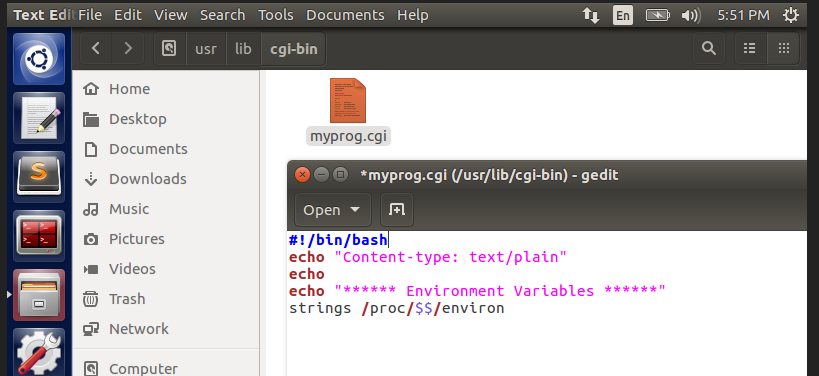 Text Edit File Edit View Search Tools Documents Help En 5:51 PM
usr lib cgi-bin
Home
Desktop
Documents
Downloads
Music
Pictures
Videos
Trash
Network
Computer
myprog.cgi
*myprog.cgi (/usr/lib/cgi-bin) - gedit
Open
#!/bin/bash
echo "Content-type: text/plain"
echo
echo "****** Environment Variables ******"
strings /proc/$$/environ